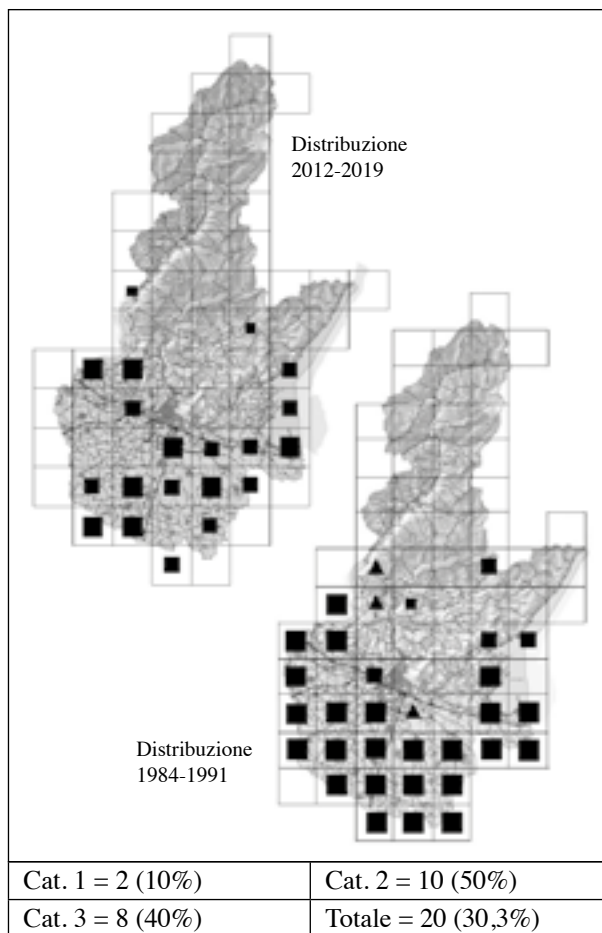 Distribuzione
2012-2019
Distribuzione
1984-1991
Cat. 1 = 2 (10%)
Cat. 2 = 10 (50%)
Cat. 3 = 8 (40%)
Totale = 20 (30,3%)